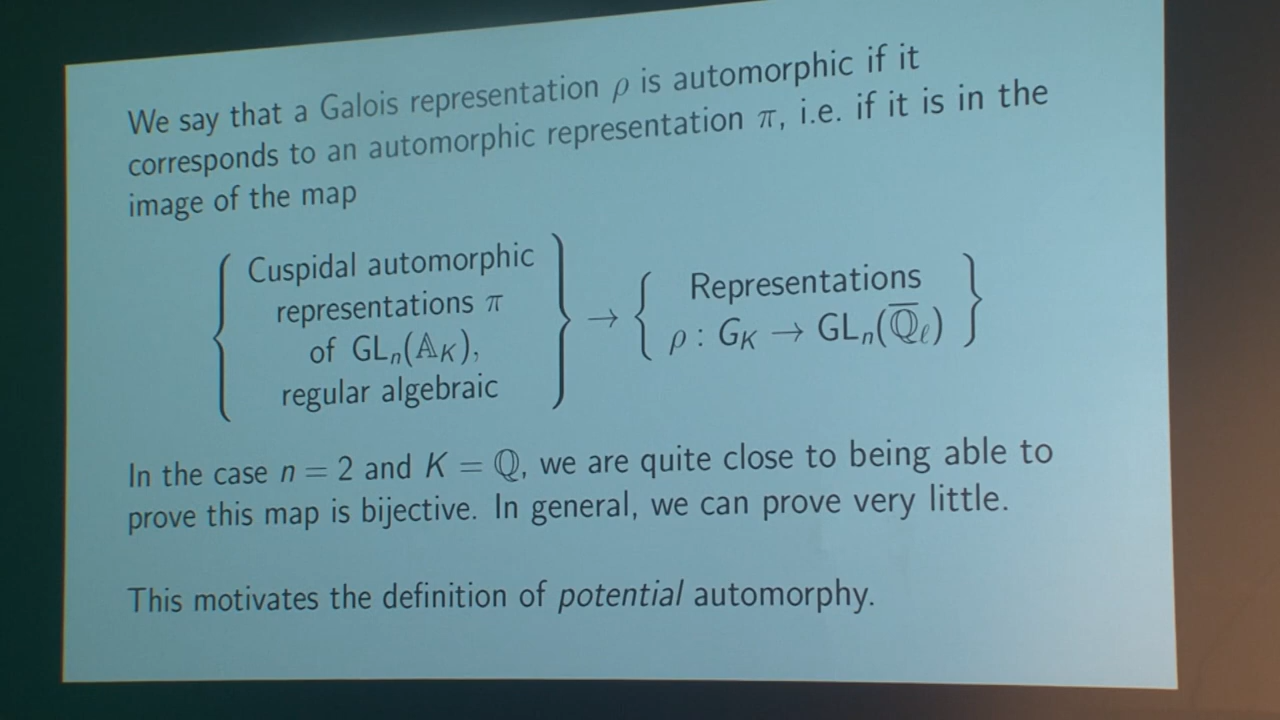 We say that a Galois representation ρ is automorphic if it
corresponds to an automorphic representation π, i.e. if it is in the
image of the map
{ Cuspidal automorphic
representations π
of GLₙ(𝔸_K),
regular algebraic } → { Representations
ρ : G_K → GLₙ(ℚ̅_ℓ) }
In the case n = 2 and K = ℚ, we are quite close to being able to
prove this map is bijective. In general, we can prove very little.
This motivates the definition of potential automorphy.